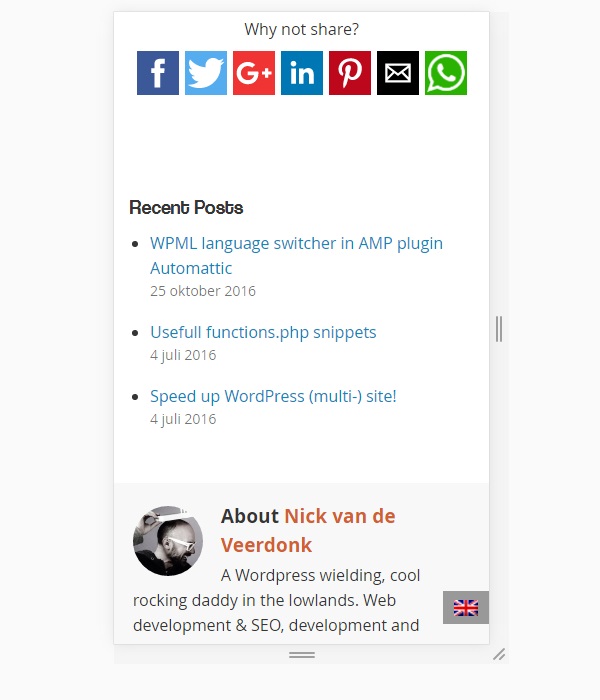 Why not share?
Recent Posts
WPML language switcher in AMP plugin
Automattic
25 oktober 2016
Usefull functions.php snippets
4 juli 2016
Speed up WordPress (multi-) site!
4 juli 2016
About Nick van de
Veerdonk
A Wordpress wielding, cool
rocking daddy in the lowlands. Web
development & SEO, development and